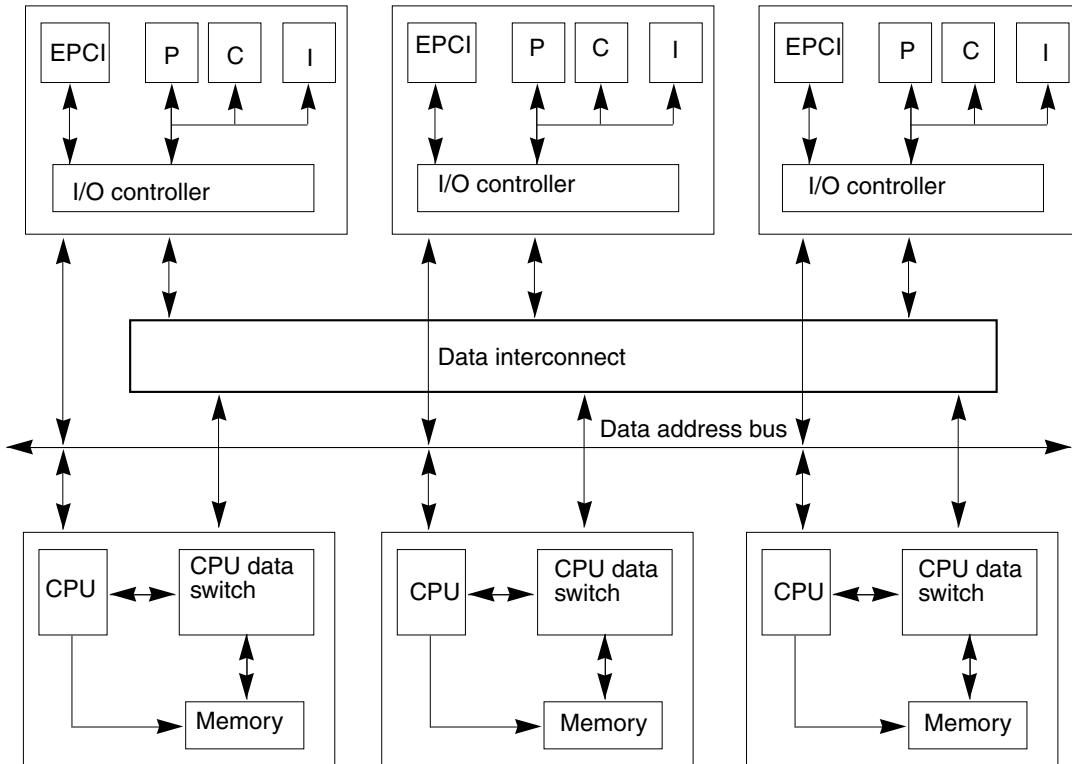 EPCI P C I
I/O controller
EPCI P C I
I/O controller
EPCI P C I
I/O controller
Data interconnect
Data address bus
CPU
CPU data
switch
Memory
CPU
CPU data
switch
Memory
CPU
CPU data
switch
Memory